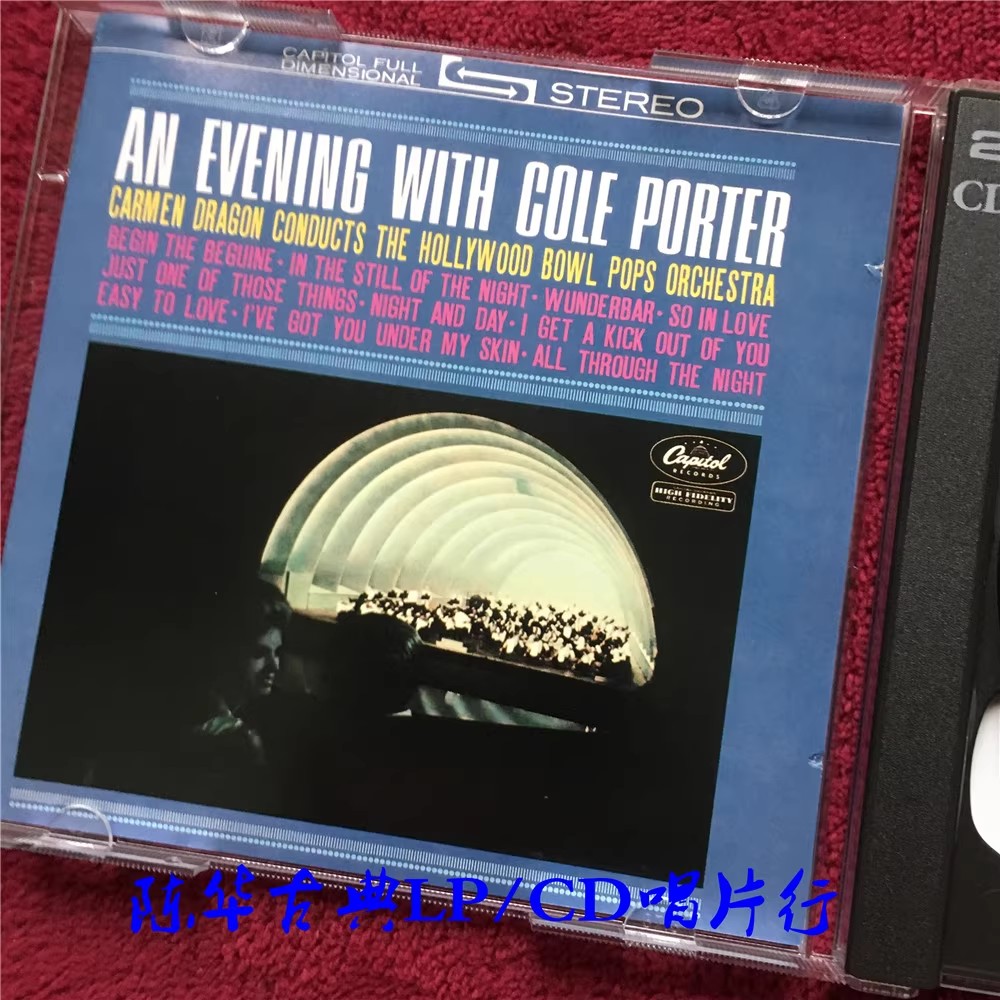 CAPITOL FULL
DIMENSIONAL
STEREO
AN EVENING WITH COLE PORTER
CARMEN DRAGON CONDUCTS THE HOLLYWOOD BOWL POPS ORCHESTRA
BEGIN THE BEGUINE · IN THE STILL OF THE NIGHT · WUNDERBAR · SO IN LOVE
JUST ONE OF THOSE THINGS · NIGHT AND DAY · I GET A KICK OUT OF YOU
EASY TO LOVE · I'VE GOT YOU UNDER MY SKIN · ALL THROUGH THE NIGHT
Capitol
RECORDS
HIGH FIDELITY
RECORDING
陈华古典LP/CD唱片行